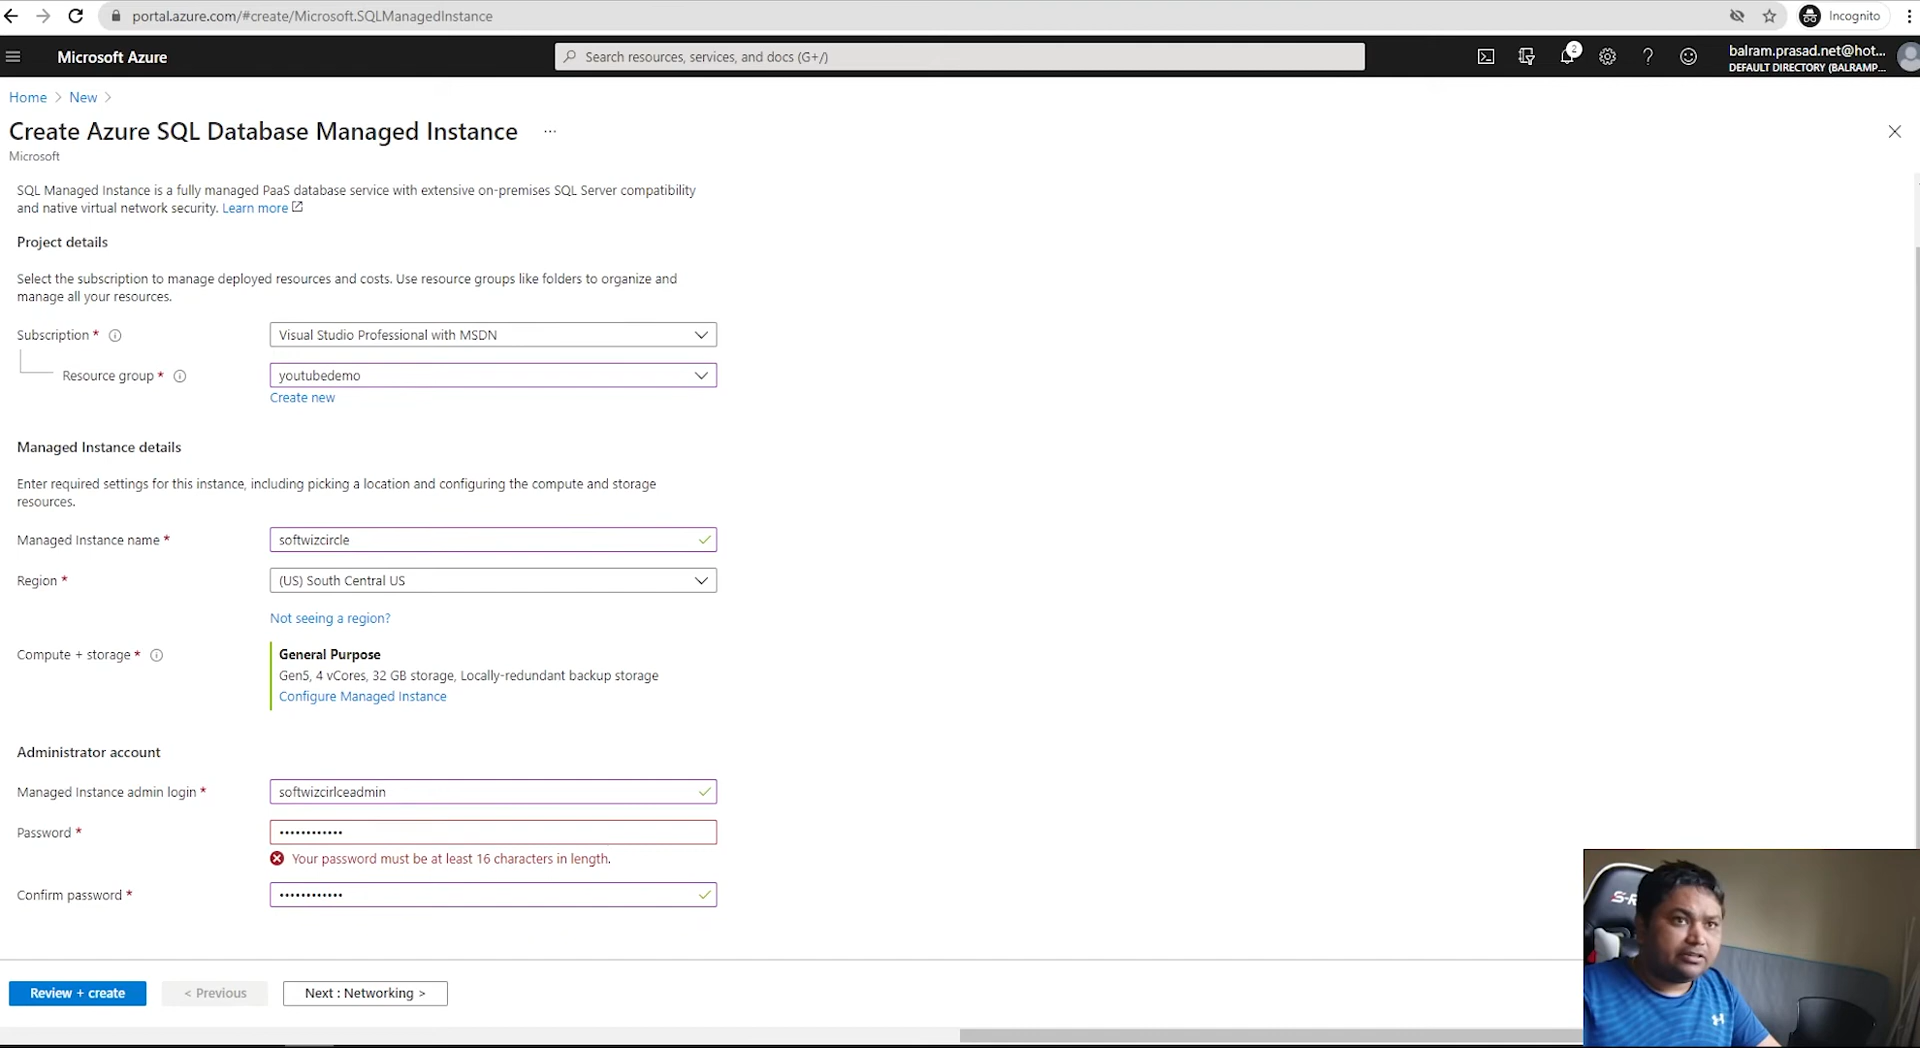 portal.azure.com/#create/Microsoft.SQLManagedInstance
Incognito
Microsoft Azure
Search resources, services, and docs (G+/)
2
balram.prasad.net@hot...
DEFAULT DIRECTORY (BALRAMP...
Home > New >
Create Azure SQL Database Managed Instance ...
Microsoft
SQL Managed Instance is a fully managed PaaS database service with extensive on-premises SQL Server compatibility
and native virtual network security. Learn more
Project details
Select the subscription to manage deployed resources and costs. Use resource groups like folders to organize and
manage all your resources.
Subscription *
Visual Studio Professional with MSDN
Resource group *
youtubedemo
Create new
Managed Instance details
Enter required settings for this instance, including picking a location and configuring the compute and storage
resources.
Managed Instance name *
softwizcircle
Region *
(US) South Central US
Not seeing a region?
Compute + storage *
General Purpose
Gen5, 4 vCores, 32 GB storage, Locally-redundant backup storage
Configure Managed Instance
Administrator account
Managed Instance admin login *
softwizcirlceadmin
Password *
••••••••••••
Your password must be at least 16 characters in length.
Confirm password *
••••••••••••
Review + create
< Previous
Next : Networking >